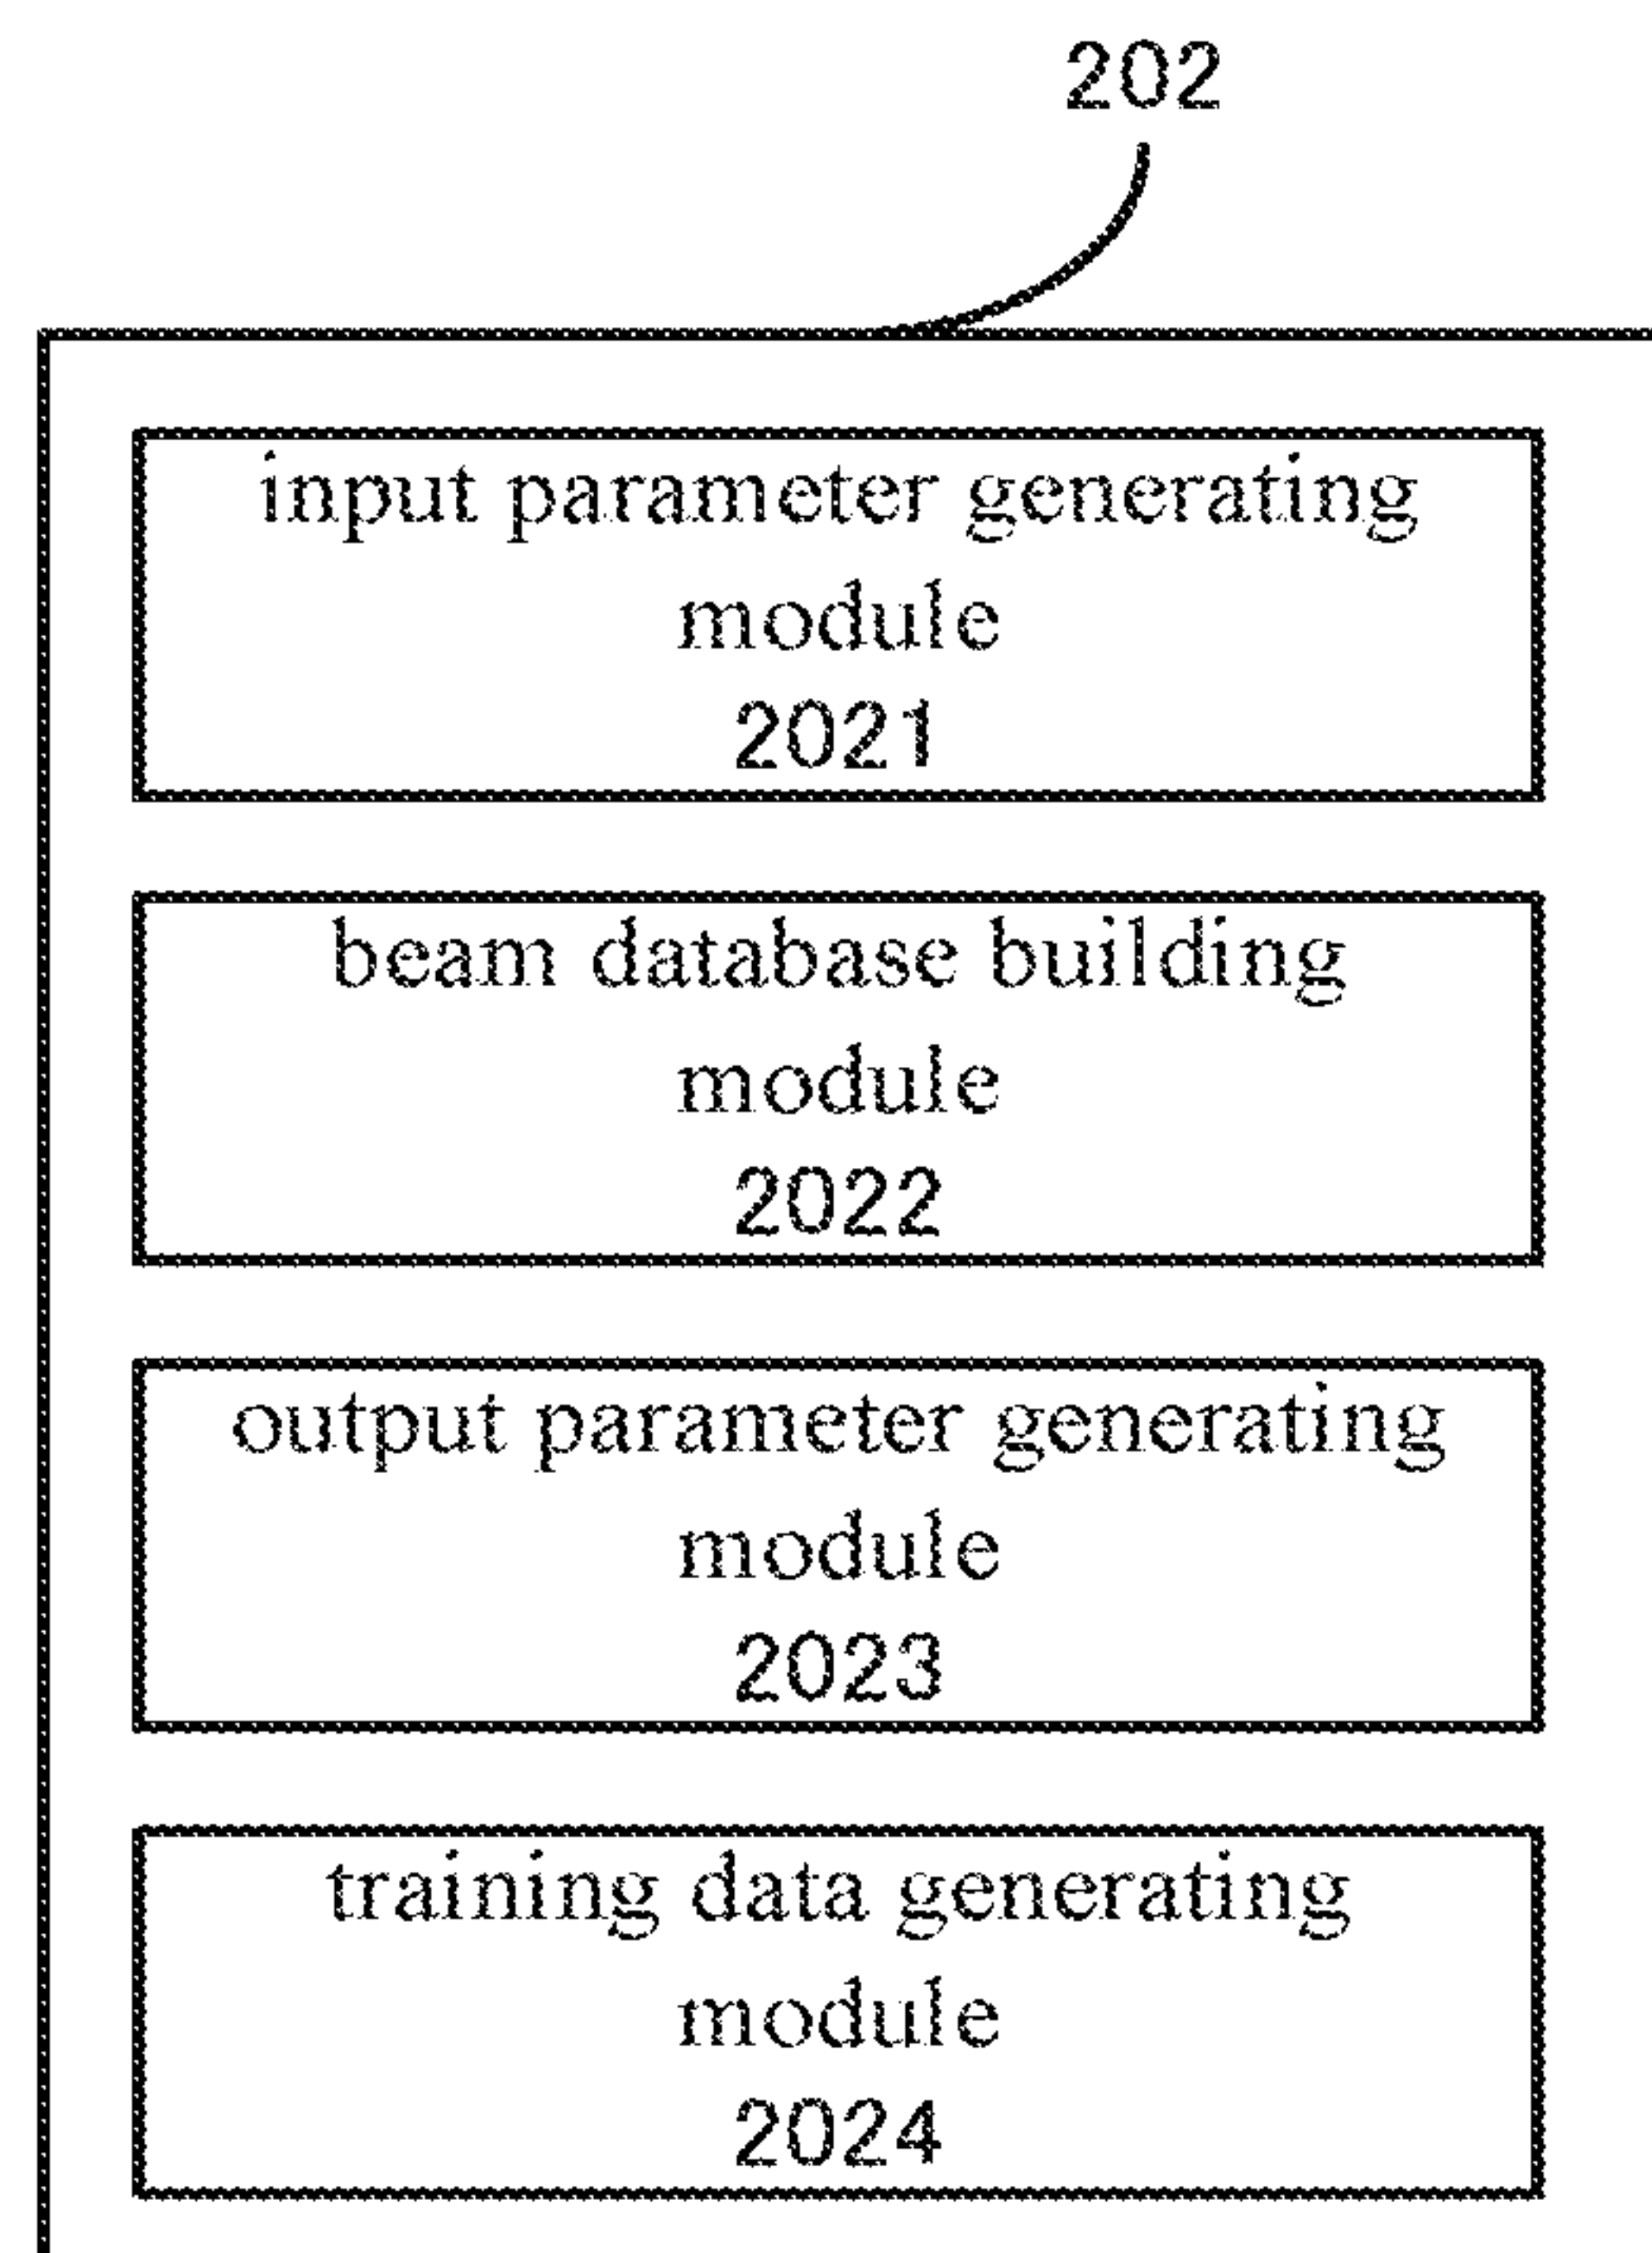 202
input parameter generating
module
2021
beam database building
module
2022
output parameter generating
module
2023
training data generating
module
2024